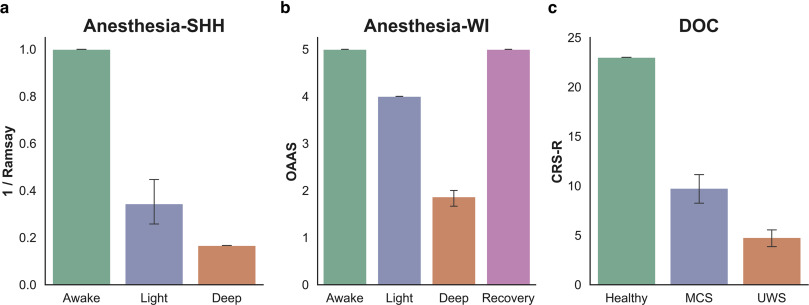 a
Anesthesia-SHH
1 / Ramsay
1.0
0.8
0.6
0.4
0.2
0.0
Awake
Light
Deep
b
Anesthesia-WI
OAAS
5
4
3
2
1
0
Awake
Light
Deep
Recovery
c
DOC
CRS-R
25
20
15
10
5
0
Healthy
MCS
UWS